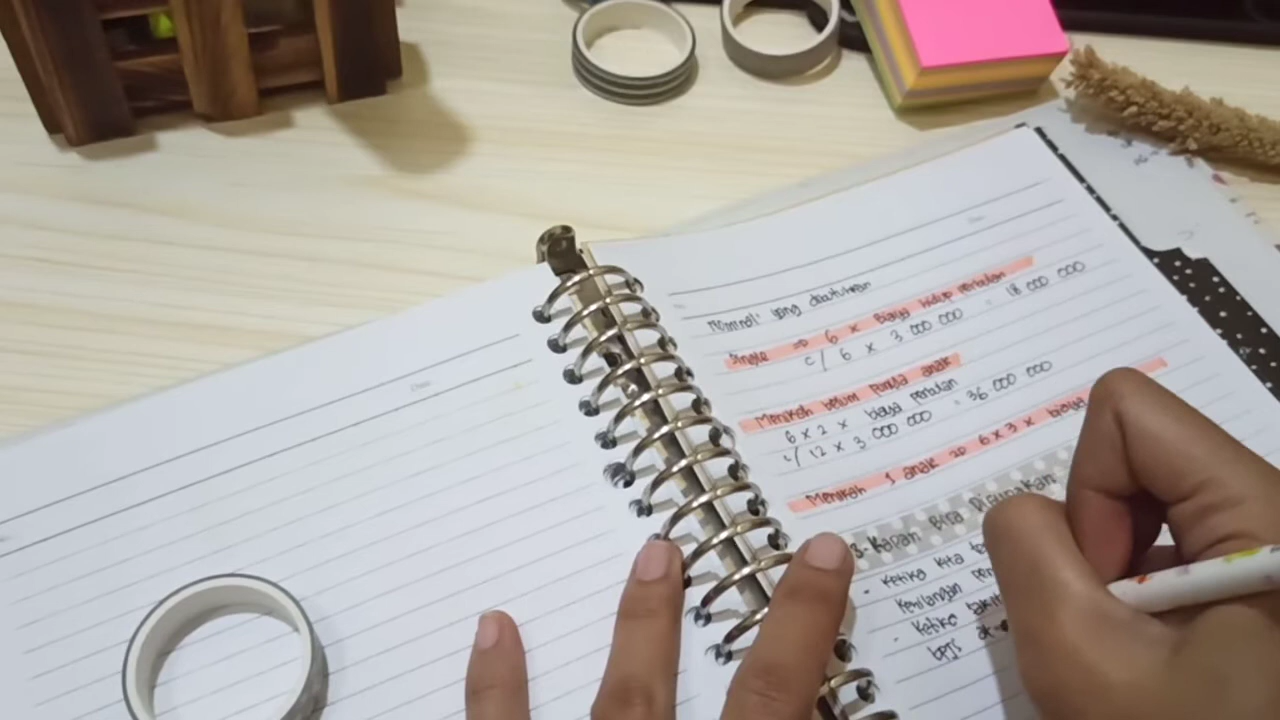 Minimal yang dibutuhkan
Single => 6 x Biaya Hidup Perbulan
c/ 6 x 3.000.000 = 18.000.000
Menikah belum Punya anak
6 x 2 x biaya perbulan
c/ 12 x 3.000.000 = 36.000.000
Menikah 1 anak => 6x3 x biaya
3. Kapan Bisa Digunakan
- Ketika kita
Kehilangan
- Ketika
bpjs